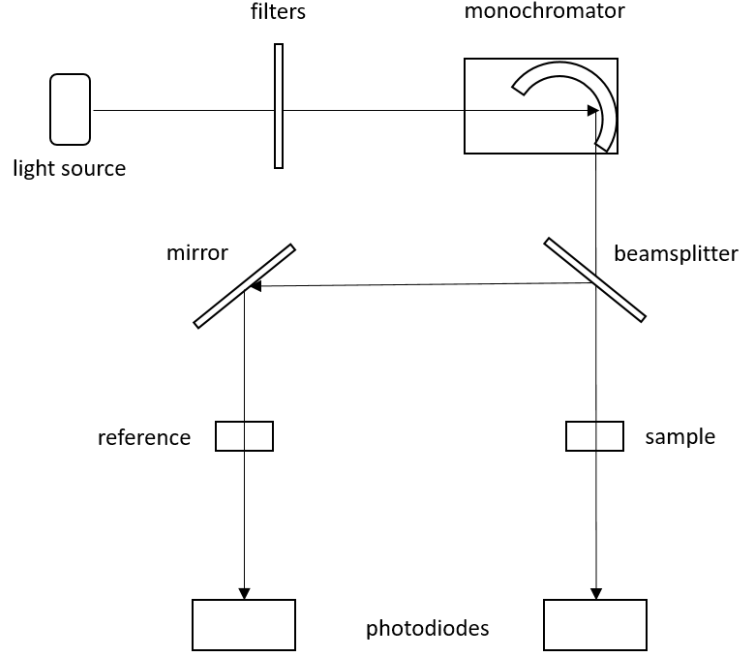 filters
monochromator
light source
mirror
beamsplitter
reference
sample
photodiodes